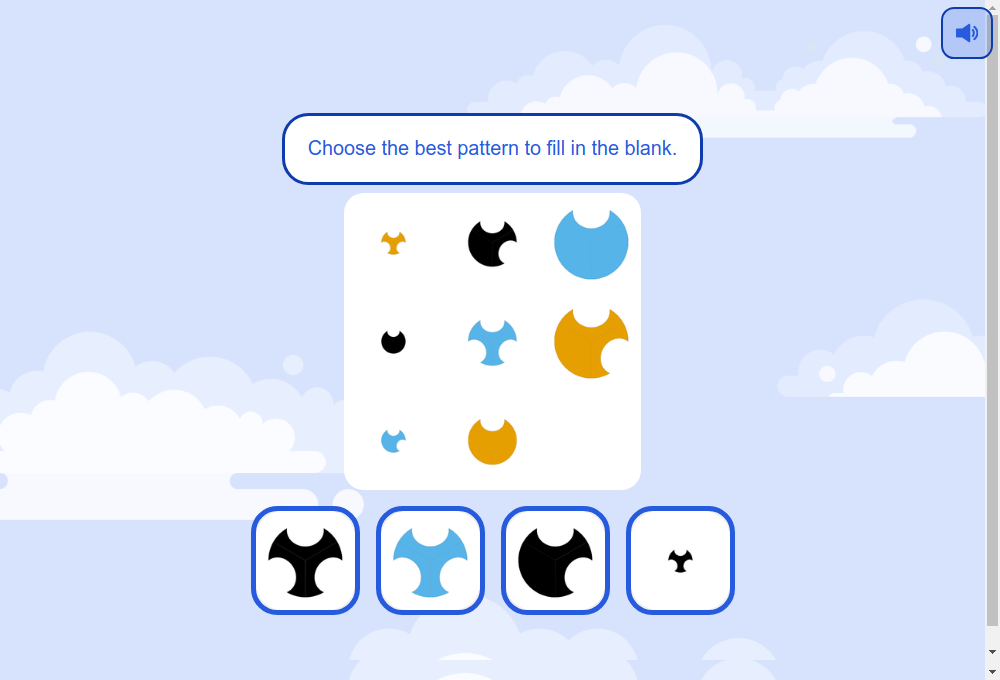 Choose the best pattern to fill in the blank.